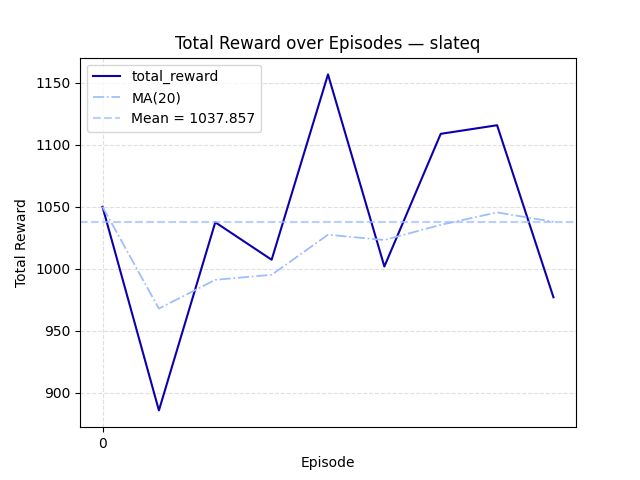 Total Reward over Episodes — slateq
total_reward
MA(20)
Mean = 1037.857
1150
1100
1050
1000
950
900
Total Reward
0
Episode